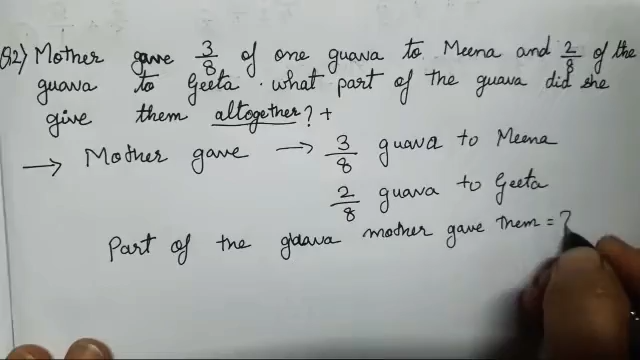 Q2) Mother gave 3/8 of one guava to Meena and 2/8 of the
guava to Geeta. what part of the guava did she
give them altogether? +
→ Mother gave → 3/8 guava to Meena
2/8 guava to Geeta
Part of the guava mother gave them = ?